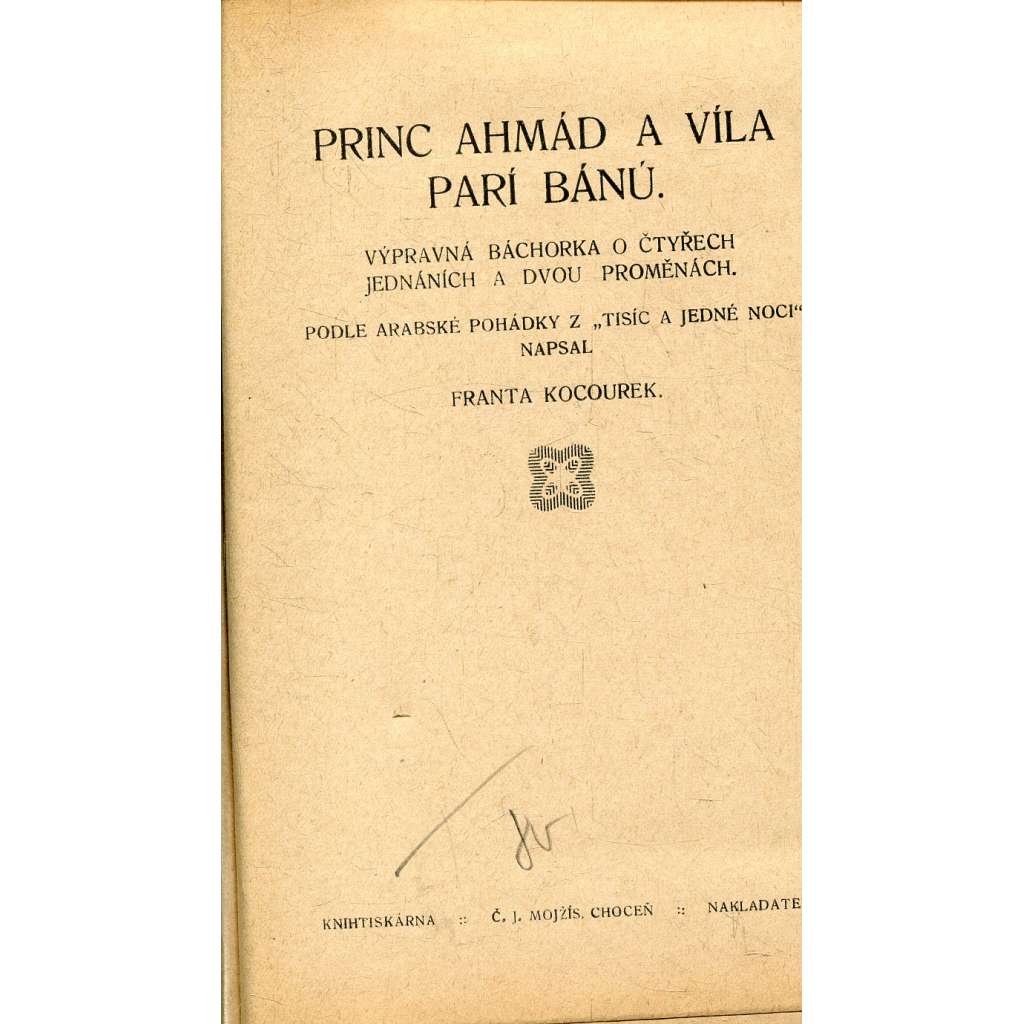 PRINC AHMÁD A VÍLA
PARÍ BÁNÚ.
VÝPRAVNÁ BÁCHORKA O ČTYŘECH
JEDNÁNÍCH A DVOU PROMĚNÁCH.
PODLE ARABSKÉ POHÁDKY Z „TISÍC A JEDNÉ NOCI“
NAPSAL
FRANTA KOCOUREK.
KNIHTISKÁRNA :: Č. J. MOJŽÍS, CHOCEŇ :: NAKLADATE